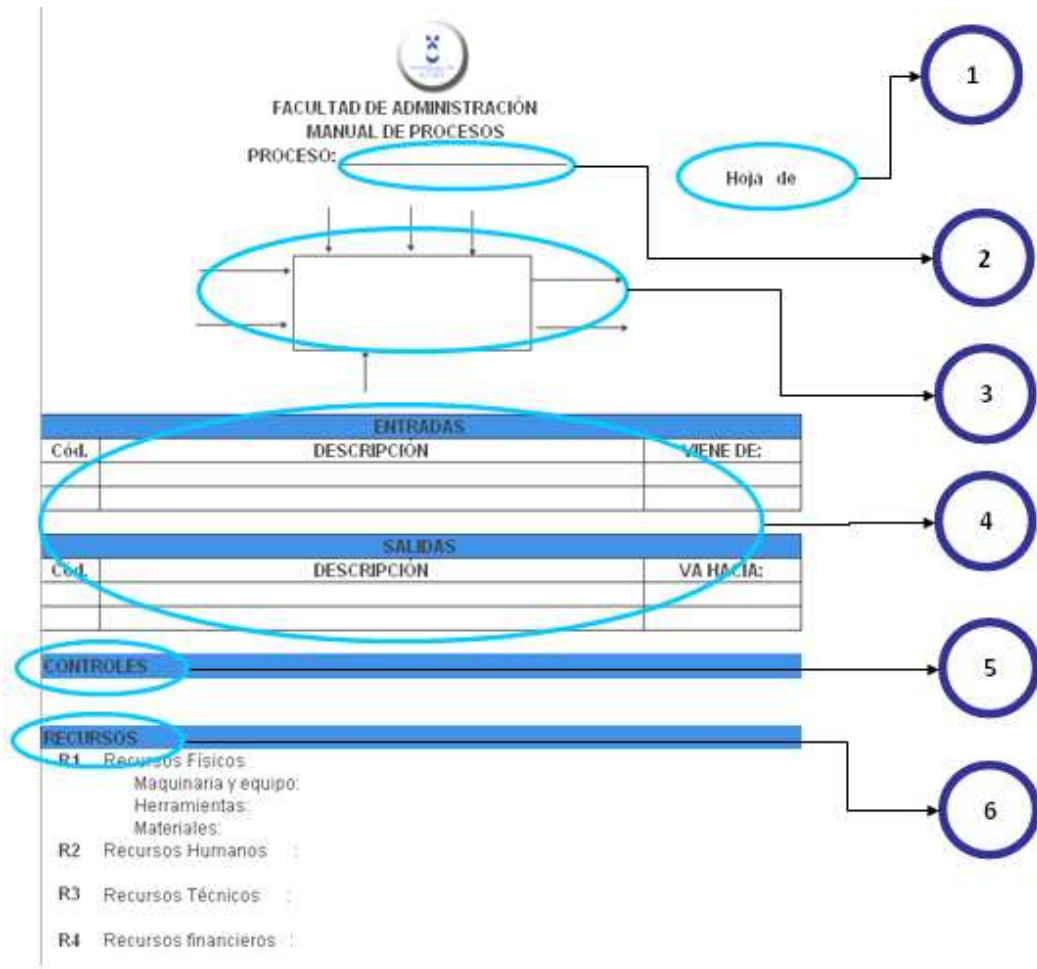 FACULTAD DE ADMINISTRACIÓN
MANUAL DE PROCESOS
PROCESO:
Hoja de
1
2
3
ENTRADAS
Cód. DESCRIPCIÓN VIENE DE:
4
SALIDAS
Cód. DESCRIPCIÓN VA HACIA:
CONTROLES
5
RECURSOS
R1 Recursos Físicos
Maquinaria y equipo:
Herramientas:
Materiales:
6
R2 Recursos Humanos :
R3 Recursos Técnicos :
R4 Recursos financieros :